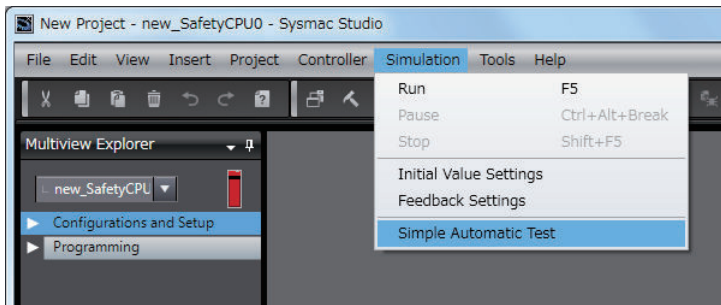 New Project - new_SafetyCPU0 - Sysmac Studio
File Edit View Insert Project Controller Simulation Tools Help
Run F5
Pause Ctrl+Alt+Break
Stop Shift+F5
Initial Value Settings
Feedback Settings
Simple Automatic Test
Multiview Explorer
new_SafetyCPU
Configurations and Setup
Programming